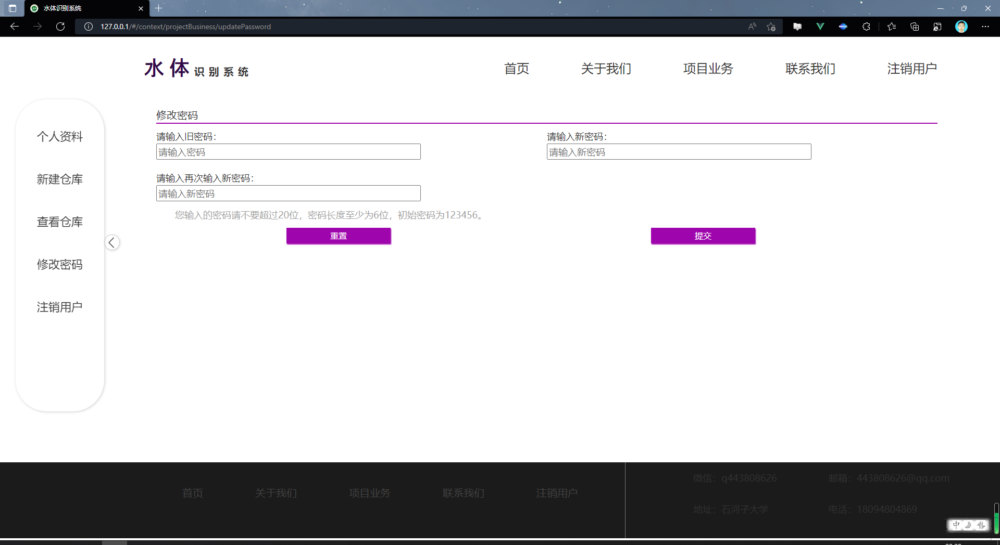 水体识别系统
127.0.0.1/#/context/projectBusiness/updatePassword
水体 识别系统
首页 关于我们 项目业务 联系我们 注销用户
个人资料
新建仓库
查看仓库
修改密码
注销用户
修改密码
请输入旧密码： 请输入新密码：
请输入密码 请输入新密码
请输入再次输入新密码：
请输入新密码
您输入的密码请不要超过20位，密码长度至少为6位，初始密码为123456。
重置 提交
首页 关于我们 项目业务 联系我们 注销用户
微信：q443808626 邮箱：443808626@qq.com
地址：石河子大学 电话：18094804869
中